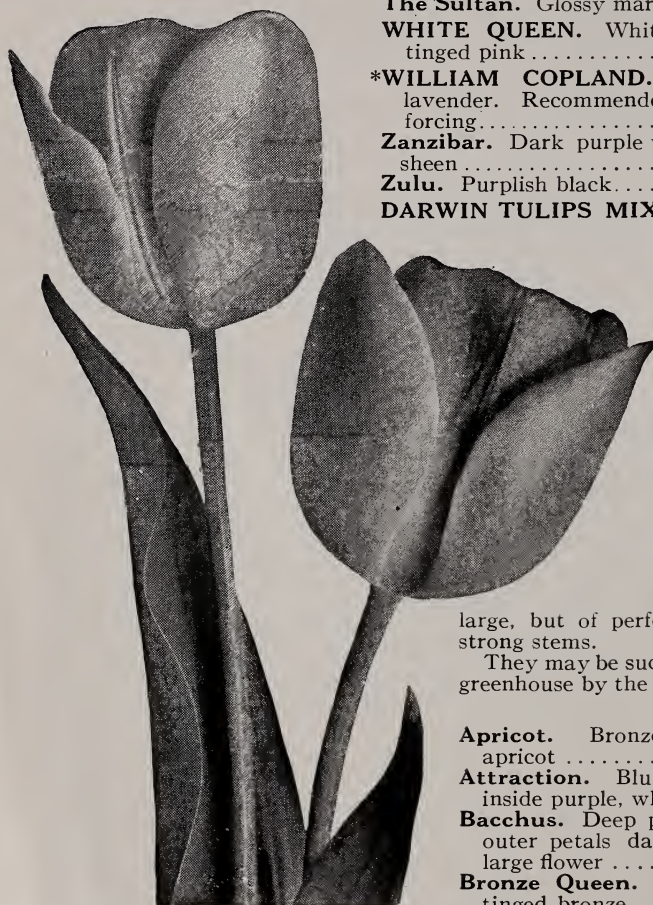 The Sultan. Glossy mar
WHITE QUEEN. Whit
tinged pink ..........
*WILLIAM COPLAND.
lavender. Recommende
forcing................
Zanzibar. Dark purple
sheen ..................
Zulu. Purplish black....
DARWIN TULIPS MIX
large, but of perf
strong stems.
They may be suc
greenhouse by the
Apricot. Bronz
apricot ........
Attraction. Blu
inside purple, wh
Bacchus. Deep p
outer petals da
large flower ....
Bronze Queen.
tinged bronze